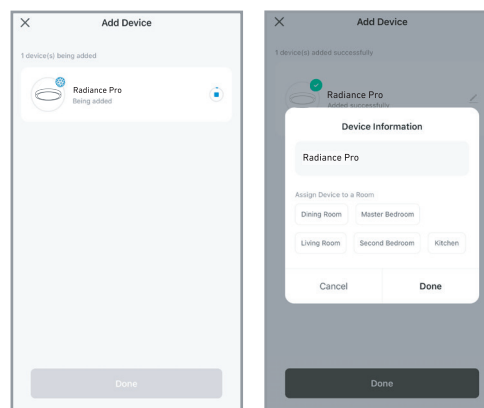 Add Device
1 device(s) being added
Radiance Pro
Being added
Done
Add Device
1 device(s) added successfully
Radiance Pro
Added successfully
Device Information
Radiance Pro
Assign Device to a Room
Dining Room Master Bedroom
Living Room Second Bedroom Kitchen
Cancel Done
Done